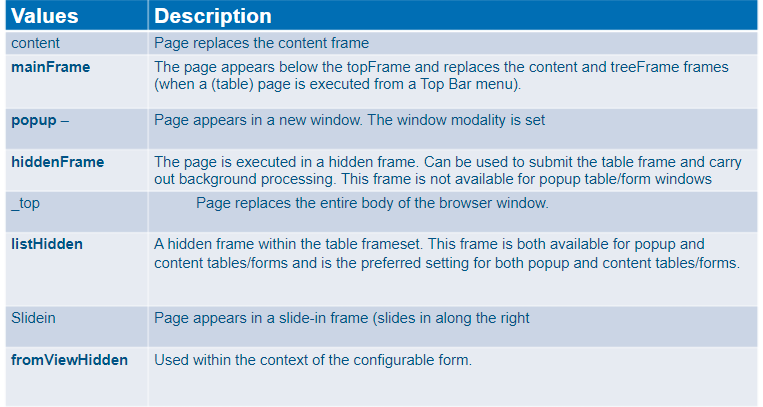 Values Description
content Page replaces the content frame
mainFrame The page appears below the topFrame and replaces the content and treeFrame frames
(when a (table) page is executed from a Top Bar menu).
popup – Page appears in a new window. The window modality is set
hiddenFrame The page is executed in a hidden frame. Can be used to submit the table frame and carry
out background processing. This frame is not available for popup table/form windows
_top Page replaces the entire body of the browser window.
listHidden A hidden frame within the table frameset. This frame is both available for popup and
content tables/forms and is the preferred setting for both popup and content tables/forms.
Slidein Page appears in a slide-in frame (slides in along the right
fromViewHidden Used within the context of the configurable form.